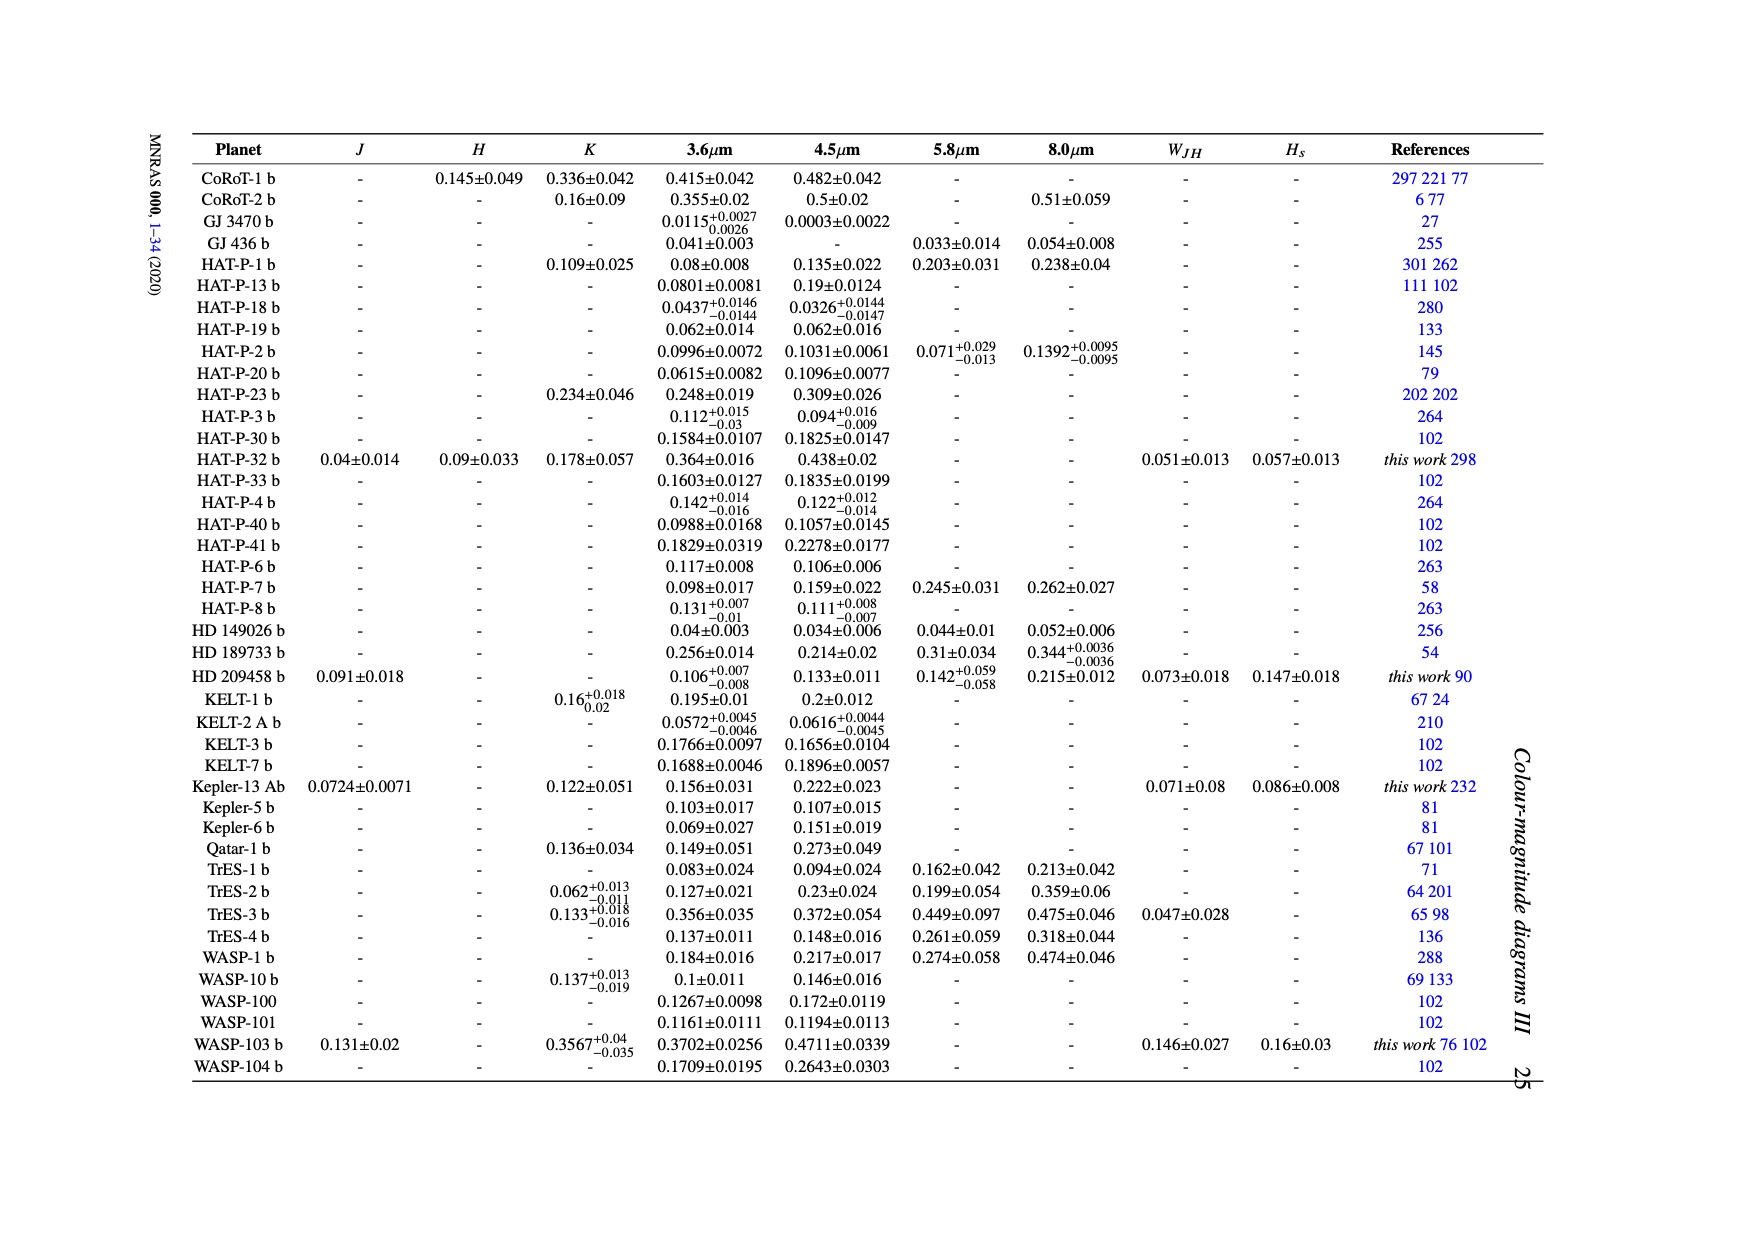 MNRAS 000, 1–34 (2020)
Planet J H K 3.6μm 4.5μm 5.8μm 8.0μm W_JH H_s References
CoRoT-1 b - 0.145±0.049 0.336±0.042 0.415±0.042 0.482±0.042 - - - - 297 221 77
CoRoT-2 b - - 0.16±0.09 0.355±0.02 0.5±0.02 - 0.51±0.059 - - 6 77
GJ 3470 b - - - 0.0115+0.0027 0.0026 0.0003±0.0022 - - - - 27
GJ 436 b - - - 0.041±0.003 - 0.033±0.014 0.054±0.008 - - 255
HAT-P-1 b - - 0.109±0.025 0.08±0.008 0.135±0.022 0.203±0.031 0.238±0.04 - - 301 262
HAT-P-13 b - - - 0.0801±0.0081 0.19±0.0124 - - - - 111 102
HAT-P-18 b - - - 0.0437+0.0146 −0.0144 0.0326+0.0144 −0.0147 - - - - 280
HAT-P-19 b - - - 0.062±0.014 0.062±0.016 - - - - 133
HAT-P-2 b - - - 0.0996±0.0072 0.1031±0.0061 0.071+0.029 −0.013 0.1392+0.0095 −0.0095 - - 145
HAT-P-20 b - - - 0.0615±0.0082 0.1096±0.0077 - - - - 79
HAT-P-23 b - - 0.234±0.046 0.248±0.019 0.309±0.026 - - - - 202 202
HAT-P-3 b - - - 0.112+0.015 −0.03 0.094+0.016 −0.009 - - - - 264
HAT-P-30 b - - - 0.1584±0.0107 0.1825±0.0147 - - - - 102
HAT-P-32 b 0.04±0.014 0.09±0.033 0.178±0.057 0.364±0.016 0.438±0.02 - - 0.051±0.013 0.057±0.013 this work 298
HAT-P-33 b - - - 0.1603±0.0127 0.1835±0.0199 - - - - 102
HAT-P-4 b - - - 0.142+0.014 −0.016 0.122+0.012 −0.014 - - - - 264
HAT-P-40 b - - - 0.0988±0.0168 0.1057±0.0145 - - - - 102
HAT-P-41 b - - - 0.1829±0.0319 0.2278±0.0177 - - - - 102
HAT-P-6 b - - - 0.117±0.008 0.106±0.006 - - - - 263
HAT-P-7 b - - - 0.098±0.017 0.159±0.022 0.245±0.031 0.262±0.027 - - 58
HAT-P-8 b - - - 0.131+0.007 −0.01 0.111+0.008 −0.007 - - - - 263
HD 149026 b - - - 0.04±0.003 0.034±0.006 0.044±0.01 0.052±0.006 - - 256
HD 189733 b - - - 0.256±0.014 0.214±0.02 0.31±0.034 0.344+0.0036 −0.0036 - - 54
HD 209458 b 0.091±0.018 - - 0.106+0.007 −0.008 0.133±0.011 0.142+0.059 −0.058 0.215±0.012 0.073±0.018 0.147±0.018 this work 90
KELT-1 b - - 0.16+0.018 0.02 0.195±0.01 0.2±0.012 - - - - 67 24
KELT-2 A b - - - 0.0572+0.0045 −0.0046 0.0616+0.0044 −0.0045 - - - - 210
KELT-3 b - - - 0.1766±0.0097 0.1656±0.0104 - - - - 102
KELT-7 b - - - 0.1688±0.0046 0.1896±0.0057 - - - - 102
Kepler-13 Ab 0.0724±0.0071 - 0.122±0.051 0.156±0.031 0.222±0.023 - - 0.071±0.08 0.086±0.008 this work 232
Kepler-5 b - - - 0.103±0.017 0.107±0.015 - - - - 81
Kepler-6 b - - - 0.069±0.027 0.151±0.019 - - - - 81
Qatar-1 b - - 0.136±0.034 0.149±0.051 0.273±0.049 - - - - 67 101
TrES-1 b - - - 0.083±0.024 0.094±0.024 0.162±0.042 0.213±0.042 - - 71
TrES-2 b - - 0.062+0.013 −0.011 0.127±0.021 0.23±0.024 0.199±0.054 0.359±0.06 - - 64 201
TrES-3 b - - 0.133+0.018 −0.016 0.356±0.035 0.372±0.054 0.449±0.097 0.475±0.046 0.047±0.028 - 65 98
TrES-4 b - - - 0.137±0.011 0.148±0.016 0.261±0.059 0.318±0.044 - - 136
WASP-1 b - - - 0.184±0.016 0.217±0.017 0.274±0.058 0.474±0.046 - - 288
WASP-10 b - - 0.137+0.013 −0.019 0.1±0.011 0.146±0.016 - - - - 69 133
WASP-100 - - - 0.1267±0.0098 0.172±0.0119 - - - - 102
WASP-101 - - - 0.1161±0.0111 0.1194±0.0113 - - - - 102
WASP-103 b 0.131±0.02 - 0.3567+0.04 −0.035 0.3702±0.0256 0.4711±0.0339 - - 0.146±0.027 0.16±0.03 this work 76 102
WASP-104 b - - - 0.1709±0.0195 0.2643±0.0303 - - - - 102
Colour-magnitude diagrams III 25